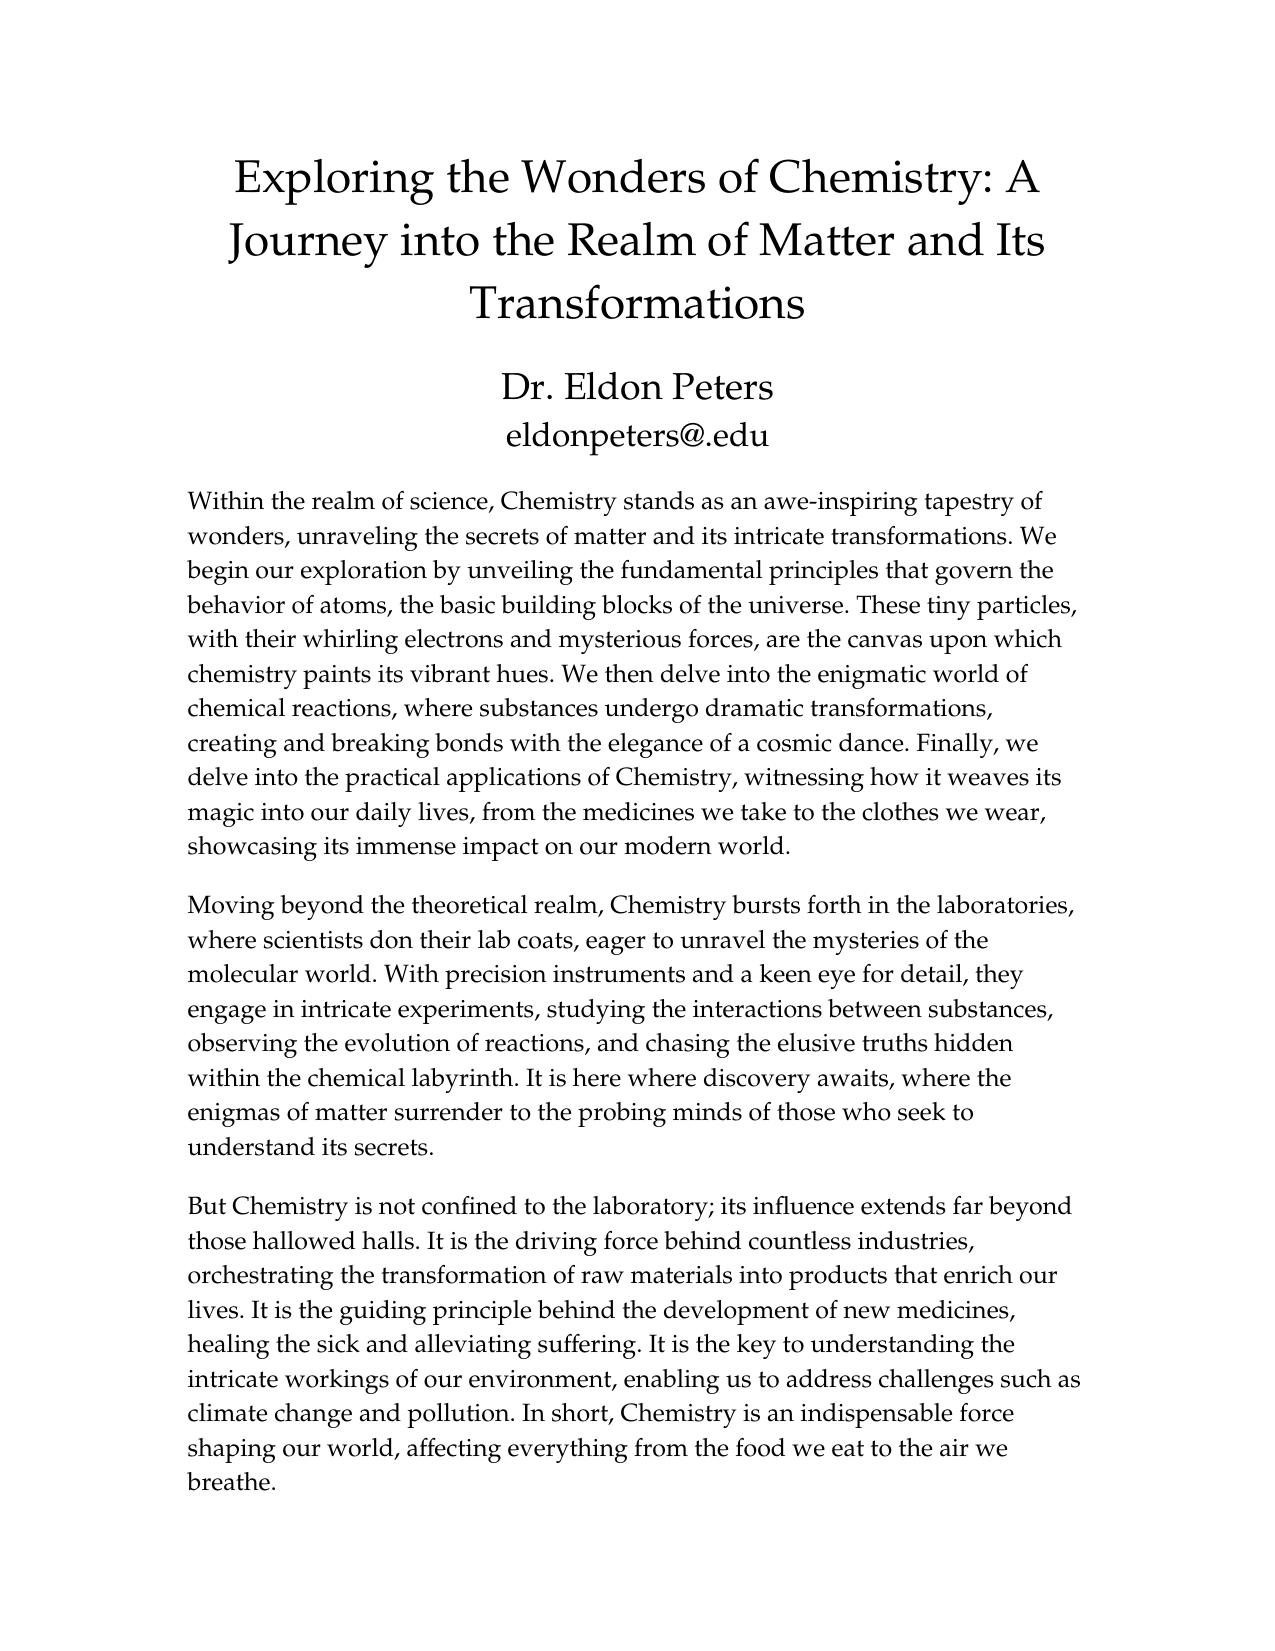 Exploring the Wonders of Chemistry: A
Journey into the Realm of Matter and Its
Transformations
Dr. Eldon Peters
eldonpeters@.edu
Within the realm of science, Chemistry stands as an awe-inspiring tapestry of
wonders, unraveling the secrets of matter and its intricate transformations. We
begin our exploration by unveiling the fundamental principles that govern the
behavior of atoms, the basic building blocks of the universe. These tiny particles,
with their whirling electrons and mysterious forces, are the canvas upon which
chemistry paints its vibrant hues. We then delve into the enigmatic world of
chemical reactions, where substances undergo dramatic transformations,
creating and breaking bonds with the elegance of a cosmic dance. Finally, we
delve into the practical applications of Chemistry, witnessing how it weaves its
magic into our daily lives, from the medicines we take to the clothes we wear,
showcasing its immense impact on our modern world.
Moving beyond the theoretical realm, Chemistry bursts forth in the laboratories,
where scientists don their lab coats, eager to unravel the mysteries of the
molecular world. With precision instruments and a keen eye for detail, they
engage in intricate experiments, studying the interactions between substances,
observing the evolution of reactions, and chasing the elusive truths hidden
within the chemical labyrinth. It is here where discovery awaits, where the
enigmas of matter surrender to the probing minds of those who seek to
understand its secrets.
But Chemistry is not confined to the laboratory; its influence extends far beyond
those hallowed halls. It is the driving force behind countless industries,
orchestrating the transformation of raw materials into products that enrich our
lives. It is the guiding principle behind the development of new medicines,
healing the sick and alleviating suffering. It is the key to understanding the
intricate workings of our environment, enabling us to address challenges such as
climate change and pollution. In short, Chemistry is an indispensable force
shaping our world, affecting everything from the food we eat to the air we
breathe.